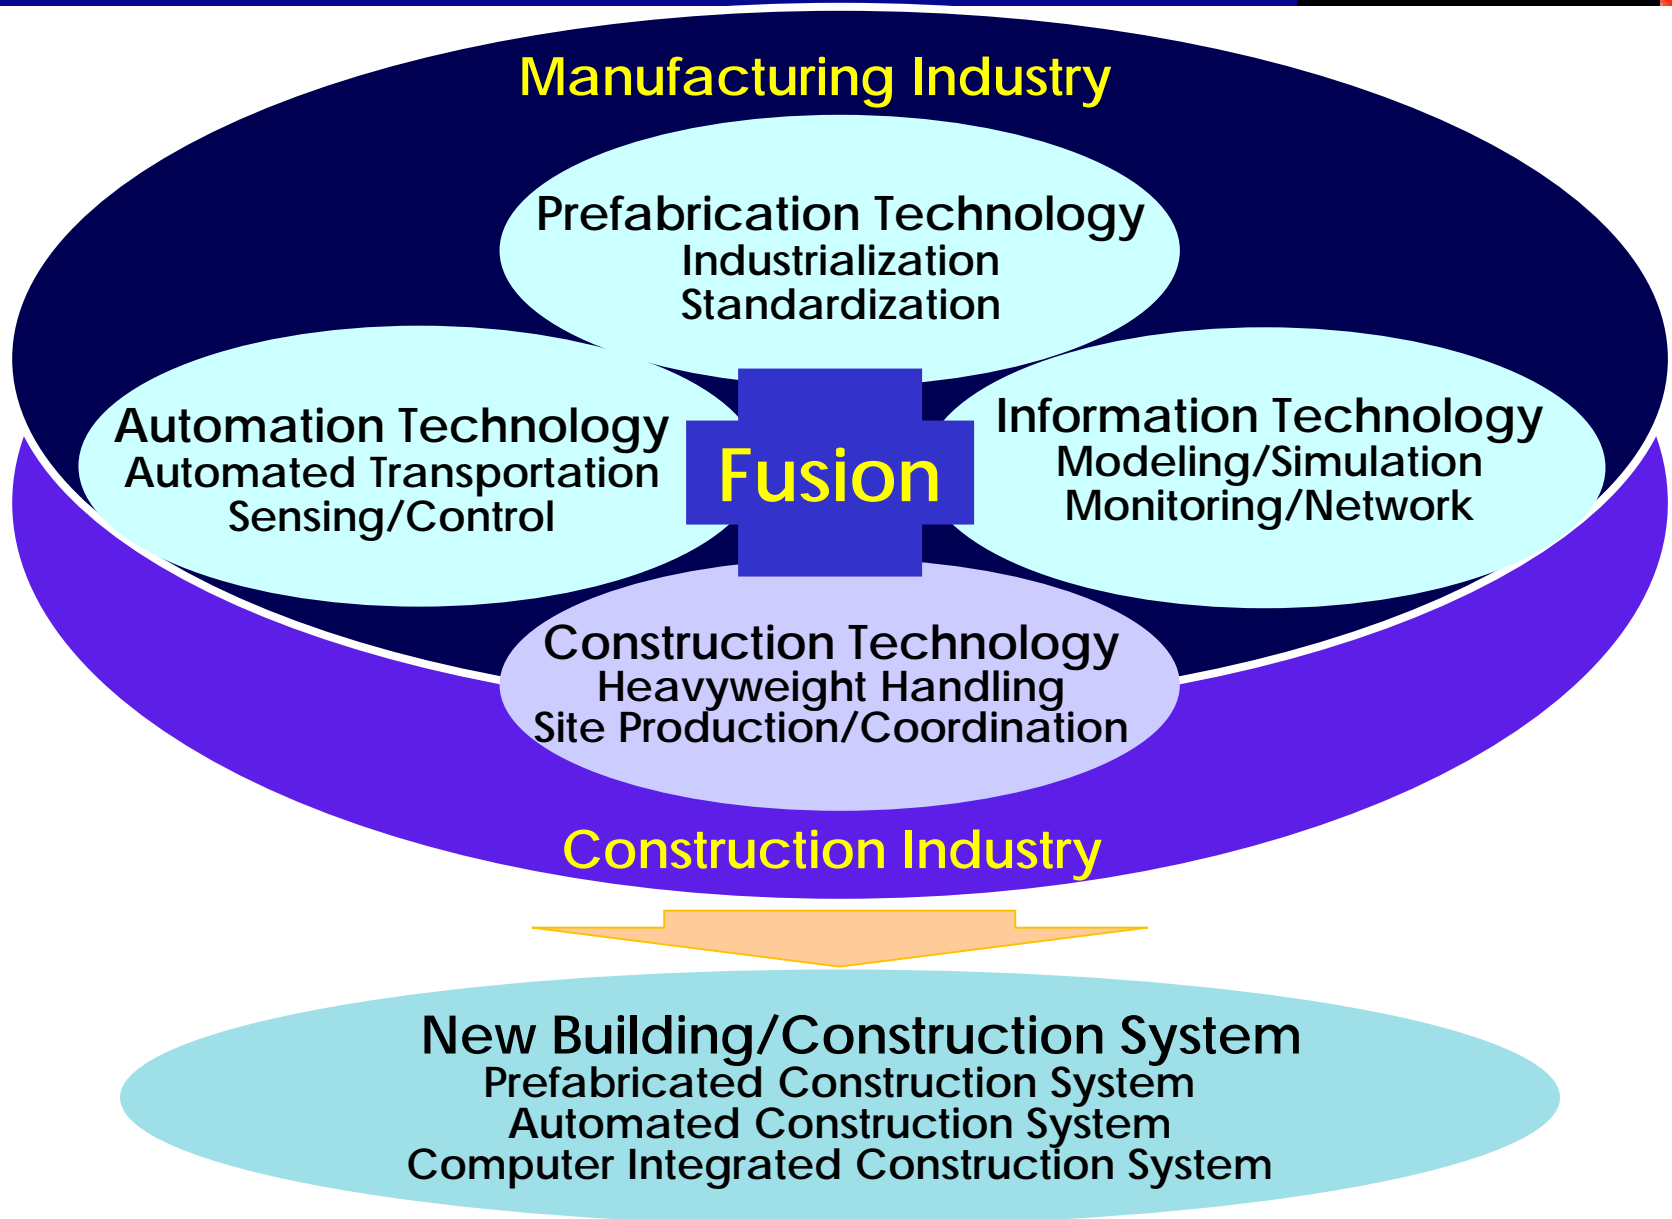 Manufacturing Industry
Prefabrication Technology
Industrialization
Standardization
Automation Technology
Automated Transportation
Sensing/Control
Fusion
Information Technology
Modeling/Simulation
Monitoring/Network
Construction Technology
Heavyweight Handling
Site Production/Coordination
Construction Industry
New Building/Construction System
Prefabricated Construction System
Automated Construction System
Computer Integrated Construction System